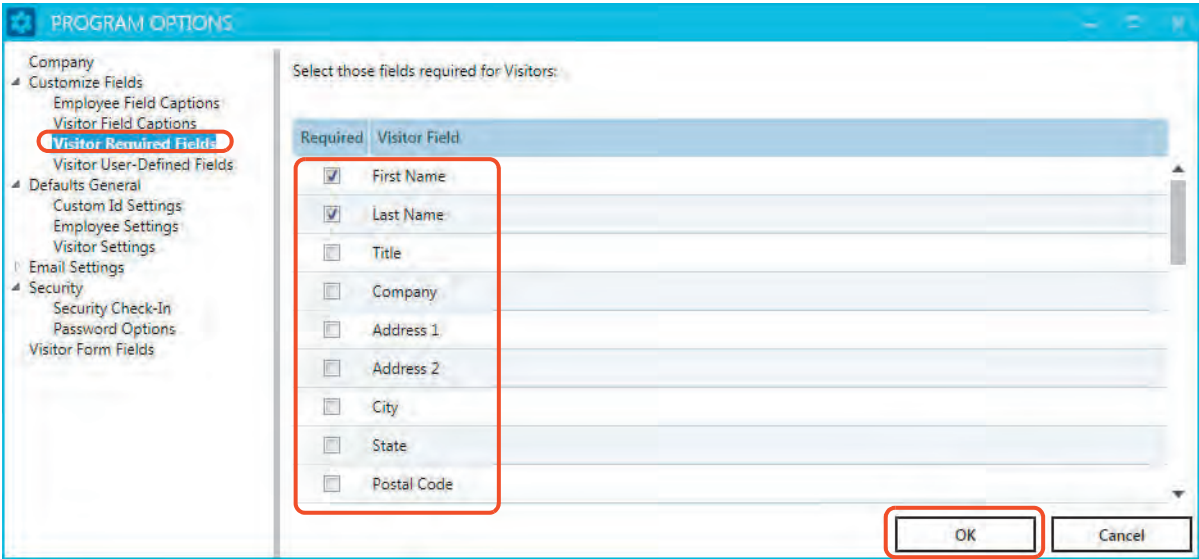 PROGRAM OPTIONS
Company
Customize Fields
Employee Field Captions
Visitor Field Captions
Visitor Required Fields
Visitor User-Defined Fields
Defaults General
Custom Id Settings
Employee Settings
Visitor Settings
Email Settings
Security
Security Check-In
Password Options
Visitor Form Fields
Select those fields required for Visitors:
Required Visitor Field
First Name
Last Name
Title
Company
Address 1
Address 2
City
State
Postal Code
OK Cancel